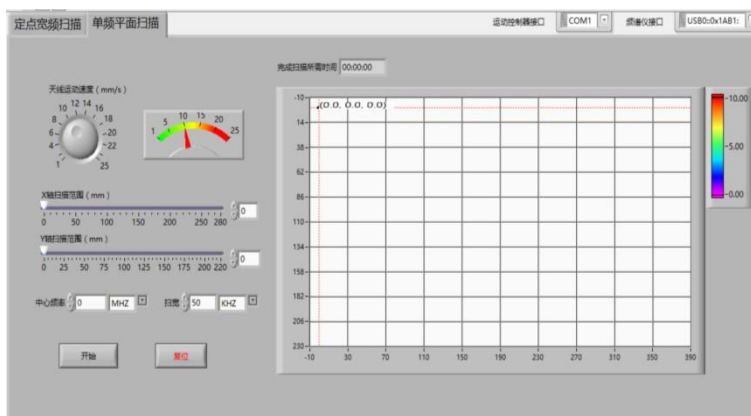 定点宽频扫描 单频平面扫描 运动控制器接口 COM1 频谱仪接口 USB0::0x1AB1::
完成扫描所需时间 00:00:00
天线运动速度（mm/s）
1 4 6 8 10 12 14 16 18 20 22 25
1 5 10 15 20 25
X轴扫描范围（mm）
0
0 50 100 150 200 250 280
Y轴扫描范围（mm）
0
0 25 50 75 100 125 150 175 200 220
中心频率 0 MHZ 扫宽 50 KHZ
开始 复位
(0.0, 0.0, 0.0)
-10
14
38
62
86
110
134
158
182
206
230
-10 30 70 110 150 190 230 270 310 350 390
-10.00
-5.00
-0.00